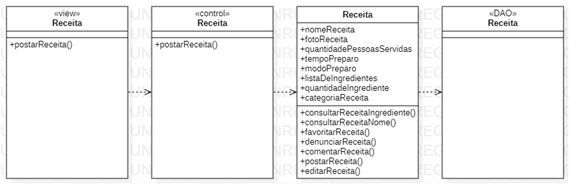 «view»
Receita
+postarReceita()
«control»
Receita
+postarReceita()
Receita
+nomeReceita
+fotoReceita
+quantidadePessoasServidas
+tempoPreparo
+modoPreparo
+listaDeIngredientes
+quantidadeIngrediente
+categoriaReceita
+consultarReceitaIngrediente()
+consultarReceitaNome()
+favoritarReceita()
+denunciarReceita()
+comentarReceita()
+postarReceita()
+editarReceita()
«DAO»
Receita